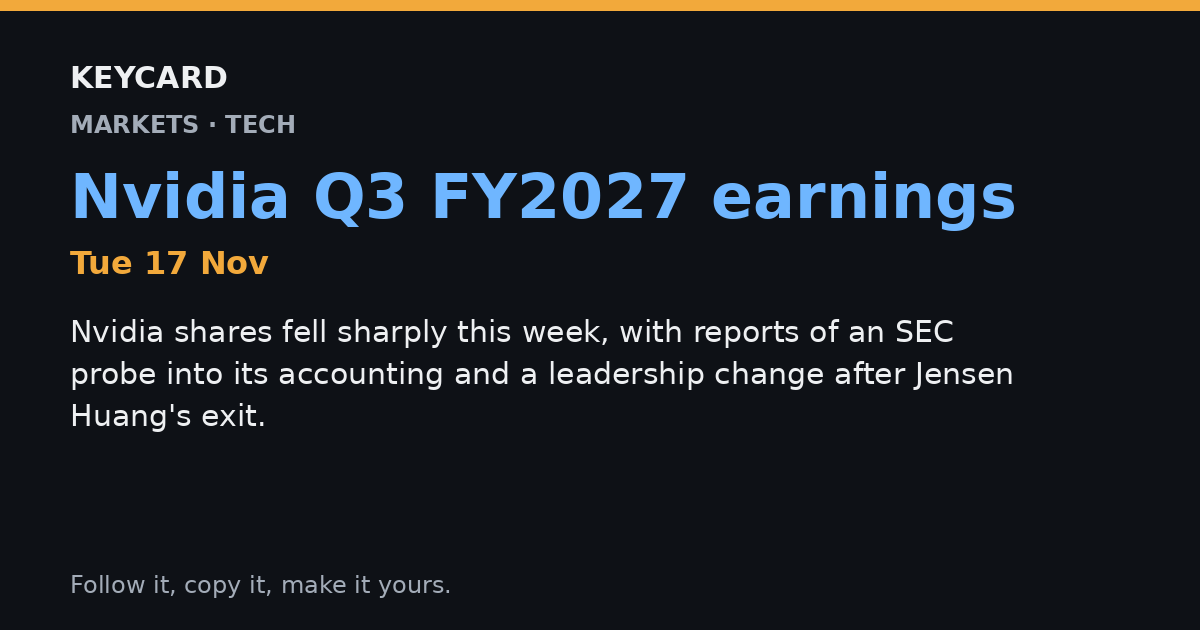 KEYCARD
MARKETS · TECH
Nvidia Q3 FY2027 earnings
Tue 17 Nov
Nvidia shares fell sharply this week, with reports of an SEC
probe into its accounting and a leadership change after Jensen
Huang's exit.
Follow it, copy it, make it yours.